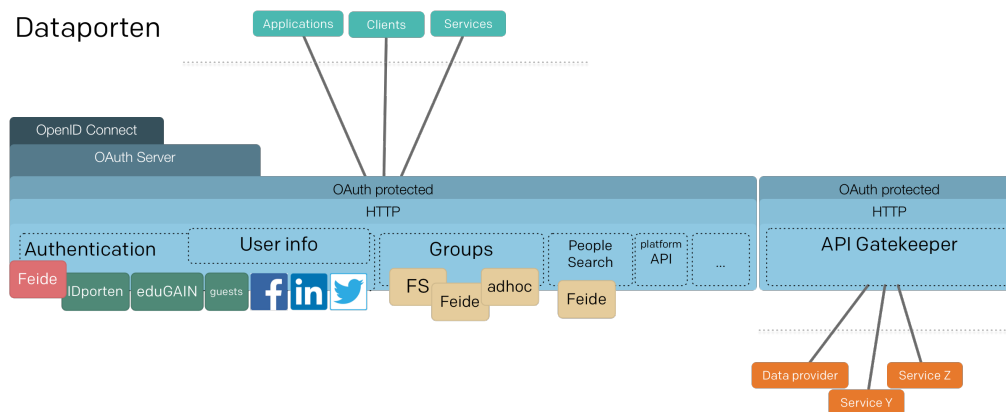 Dataporten
Applications
Clients
Services
OpenID Connect
OAuth Server
OAuth protected
HTTP
OAuth protected
HTTP
Authentication
User info
Groups
People
Search
platform
API
...
API Gatekeeper
Feide
IDporten
eduGAIN
guests
f
in
FS
Feide
adhoc
Feide
Data provider
Service Y
Service Z